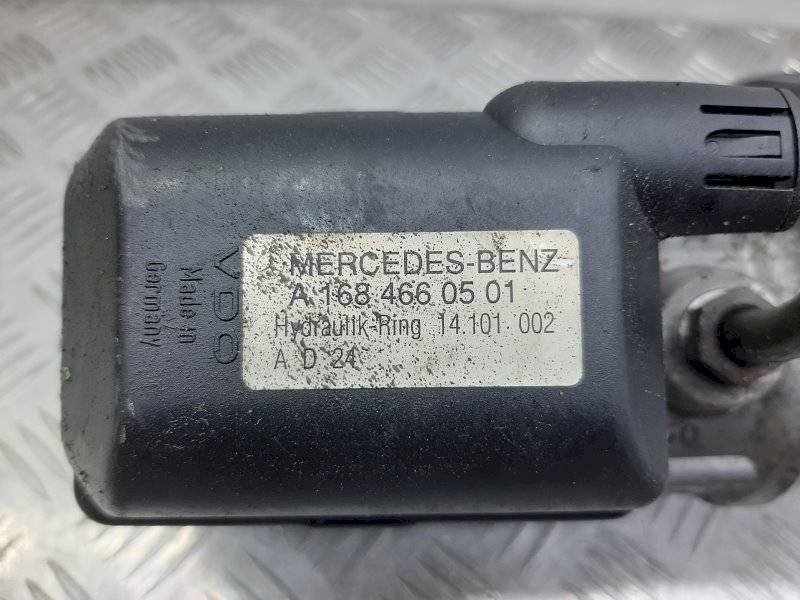 MERCEDES-BENZ
A 168 466 05 01
Hydraulik-Ring 14.101 002
A D 24
VDO
Made in
Germany